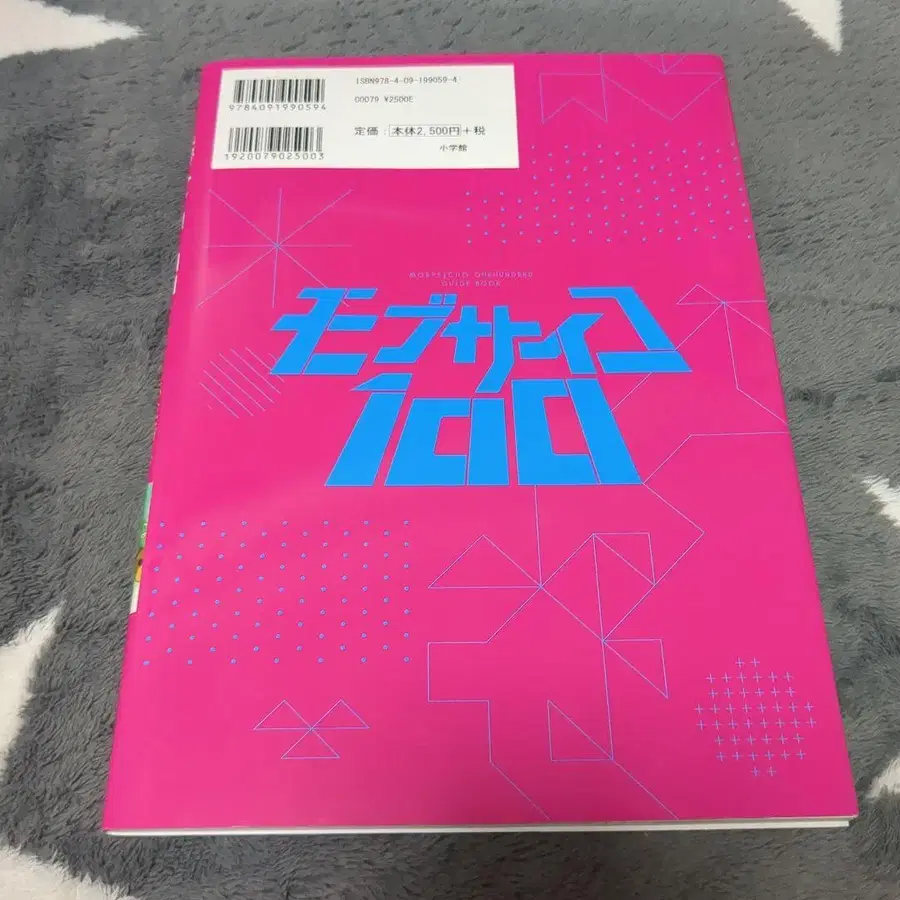 ISBN978-4-09-199059-4
9784091990594
C0079 ¥2500E
定価：本体2,500円＋税
1920079025003
小学館
MOBPSYCHO ONEHUNDRED
GUIDE BOOK
モブサイコ
100